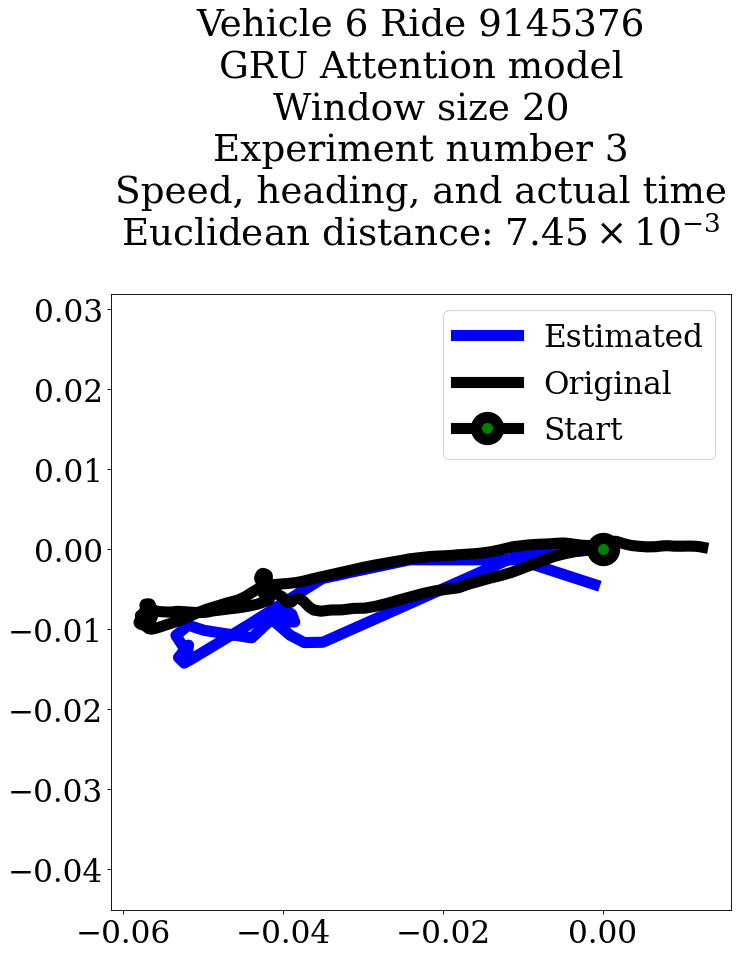 Vehicle 6 Ride 9145376
GRU Attention model
Window size 20
Experiment number 3
Speed, heading, and actual time
Euclidean distance: 7.45 × 10⁻³
Estimated
Original
Start
0.03
0.02
0.01
0.00
−0.01
−0.02
−0.03
−0.04
−0.06
−0.04
−0.02
0.00